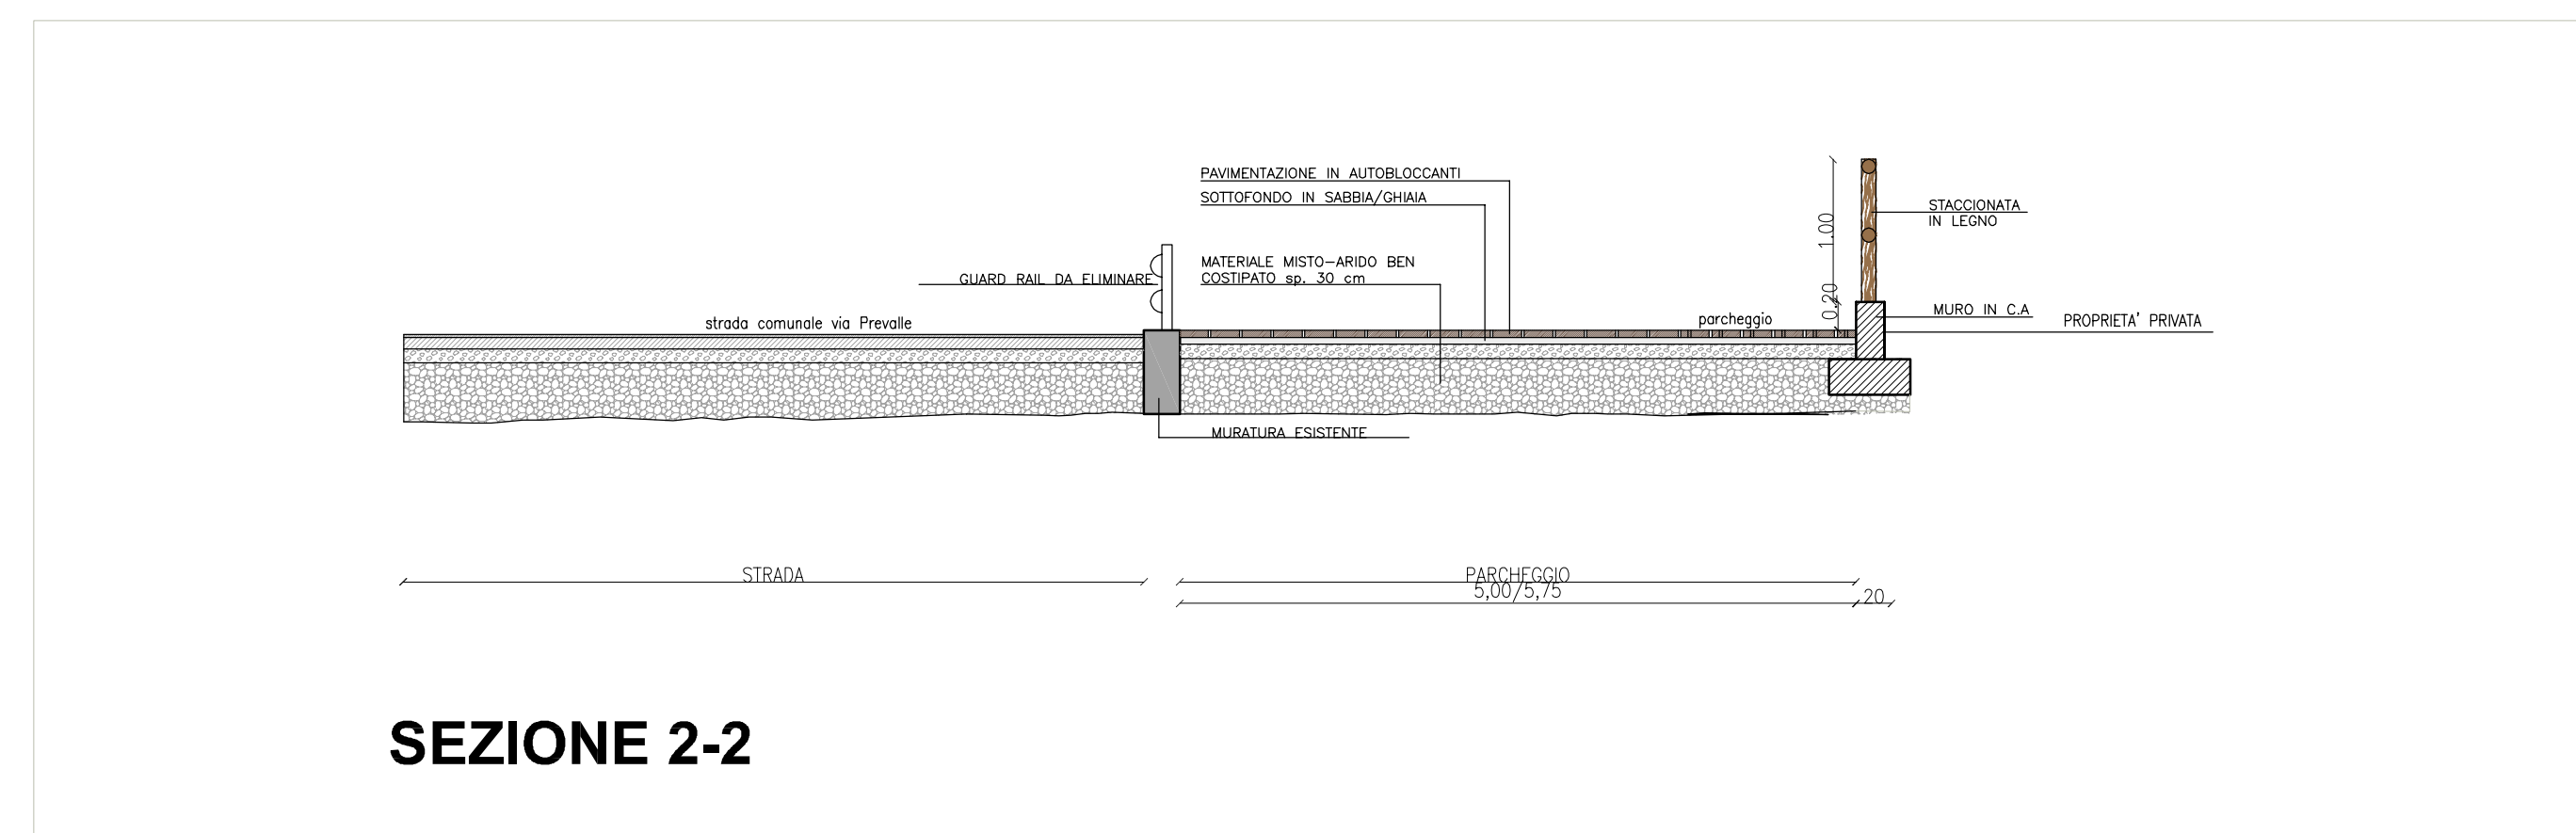 PAVIMENTAZIONE IN AUTOBLOCCANTI
SOTTOFONDO IN SABBIA/GHIAIA
STACCIONATA
IN LEGNO
1.00
MATERIALE MISTO-ARIDO BEN
COSTIPATO sp. 30 cm
GUARD RAIL DA ELIMINARE
0.20
MURO IN C.A
PROPRIETA' PRIVATA
strada comunale via Prevalle
parcheggio
MURATURA ESISTENTE
STRADA
PARCHEGGIO
5,00/5,75
20
SEZIONE 2-2